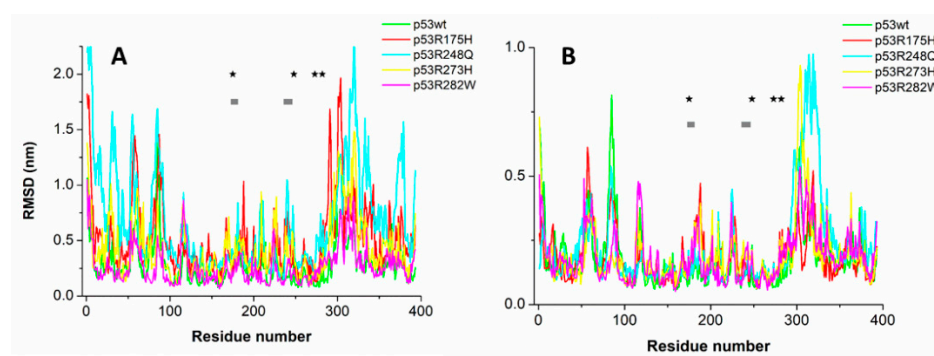 A
p53wt
p53R175H
p53R248Q
p53R273H
p53R282W
2.0
1.5
1.0
0.5
0.0
RMSD (nm)
0 100 200 300 400
Residue number
B
p53wt
p53R175H
p53R248Q
p53R273H
p53R282W
1.0
0.5
0.0
0 100 200 300 400
Residue number